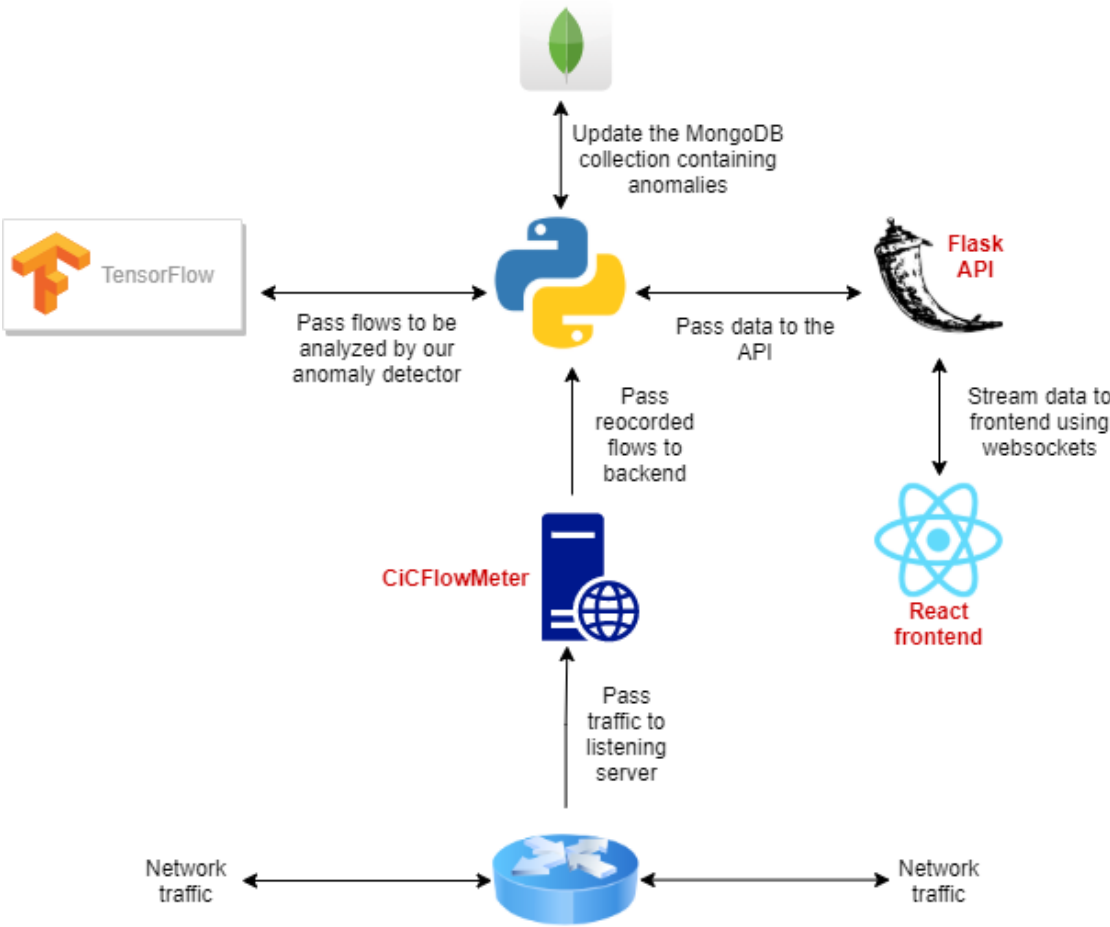 Update the MongoDB
collection containing
anomalies
TensorFlow
Flask
API
Pass flows to be
analyzed by our
anomaly detector
Pass data to the
API
Pass
reocorded
flows to
backend
Stream data to
frontend using
websockets
CiCFlowMeter
React
frontend
Pass
traffic to
listening
server
Network
traffic
Network
traffic